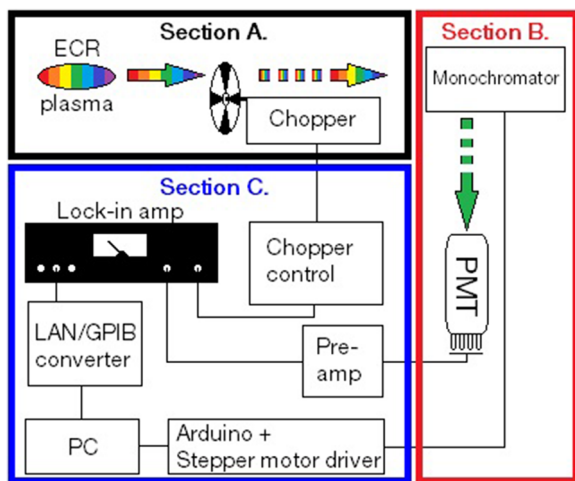 Section A.
ECR
plasma
Chopper
Section B.
Monochromator
PMT
Section C.
Lock-in amp
Chopper
control
LAN/GPIB
converter
Pre-
amp
PC
Arduino +
Stepper motor driver